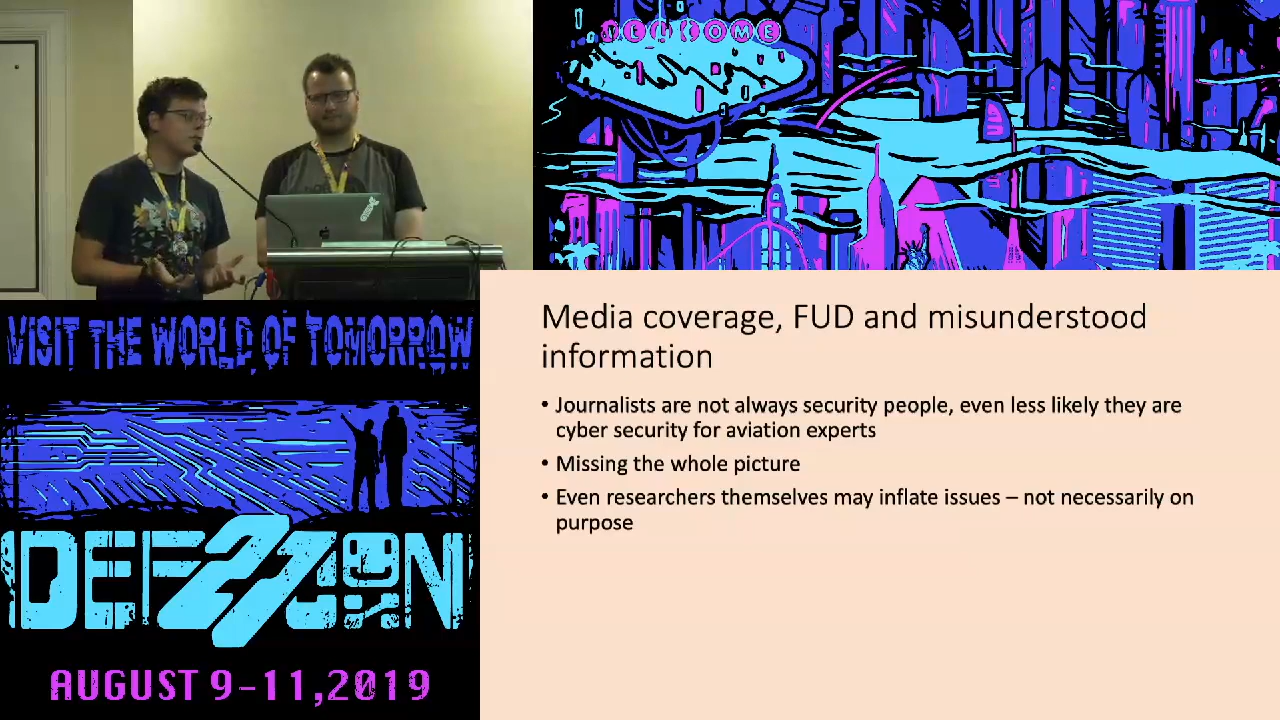 WELCOME
VISIT THE WORLD OF TOMORROW
DEF CON 27
AUGUST 9-11,2019
Media coverage, FUD and misunderstood
information
• Journalists are not always security people, even less likely they are
cyber security for aviation experts
• Missing the whole picture
• Even researchers themselves may inflate issues – not necessarily on
purpose